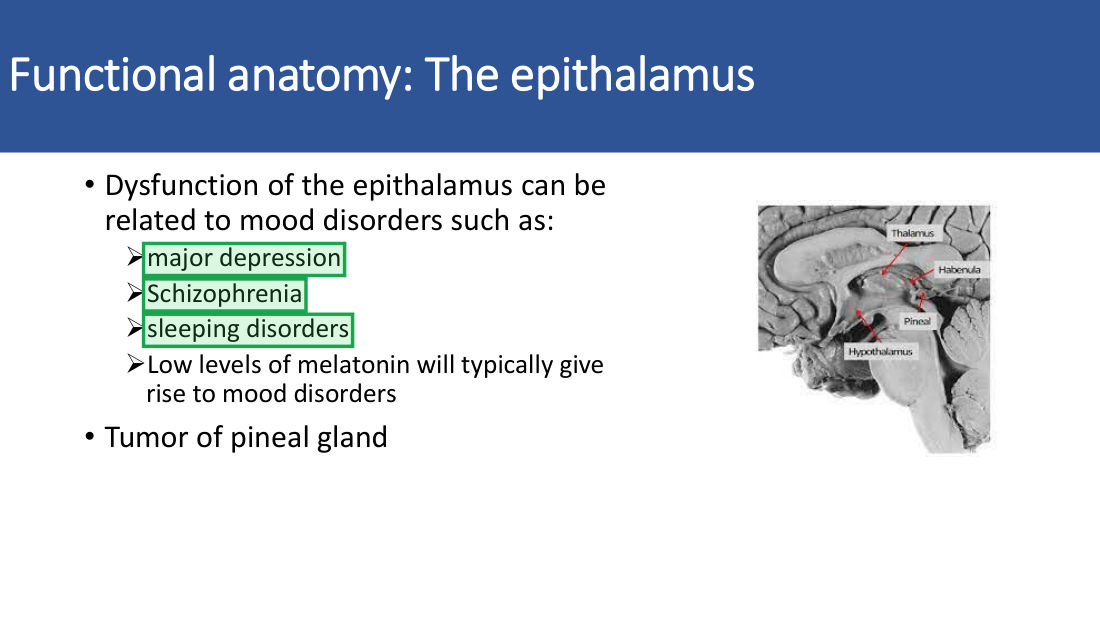 Functional anatomy: The epithalamus
• Dysfunction of the epithalamus can be
related to mood disorders such as:
➢major depression
➢Schizophrenia
➢sleeping disorders
➢Low levels of melatonin will typically give
rise to mood disorders
• Tumor of pineal gland
Thalamus
Habenula
Pineal
Hypothalamus